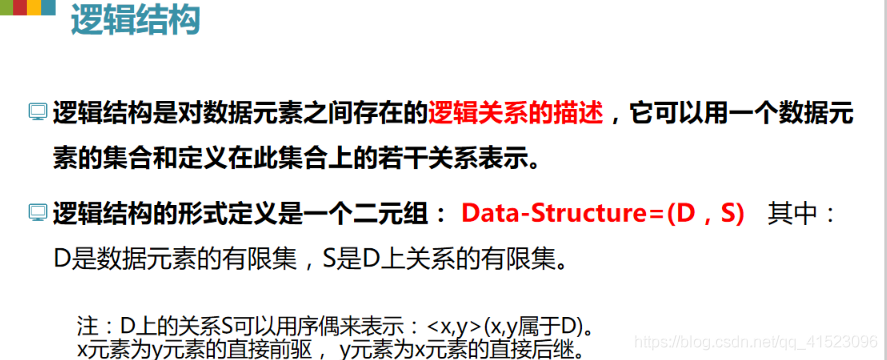 逻辑结构
逻辑结构是对数据元素之间存在的逻辑关系的描述，它可以用一个数据元
素的集合和定义在此集合上的若干关系表示。
逻辑结构的形式定义是一个二元组： Data-Structure=(D，S) 其中：
D是数据元素的有限集，S是D上关系的有限集。
注：D上的关系S可以用序偶来表示：<x,y>(x,y属于D)。
x元素为y元素的直接前驱， y元素为x元素的直接后继。
https://blog.csdn.net/qq_41523096